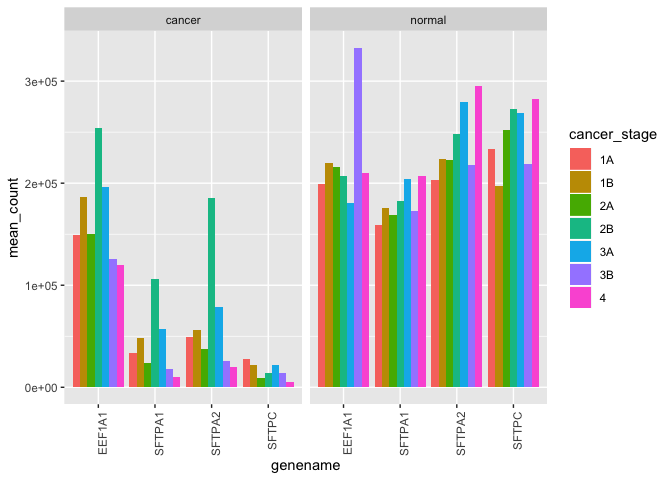 cancer
normal
3e+05
2e+05
1e+05
0e+00
mean_count
EEF1A1
SFTPA1
SFTPA2
SFTPC
EEF1A1
SFTPA1
SFTPA2
SFTPC
genename
cancer_stage
1A
1B
2A
2B
3A
3B
4